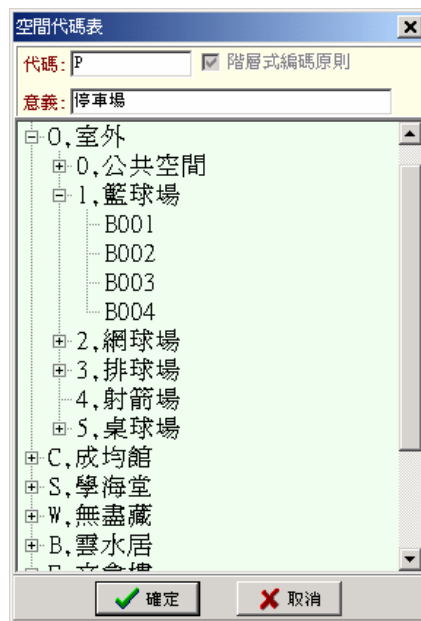 空間代碼表
代碼: P 階層式編碼原則
意義: 停車場
0,室外
0,公共空間
1,籃球場
B001
B002
B003
B004
2,網球場
3,排球場
4,射箭場
5,桌球場
C,成均館
S,學海堂
W,無盡藏
B,雲水居
確定 取消